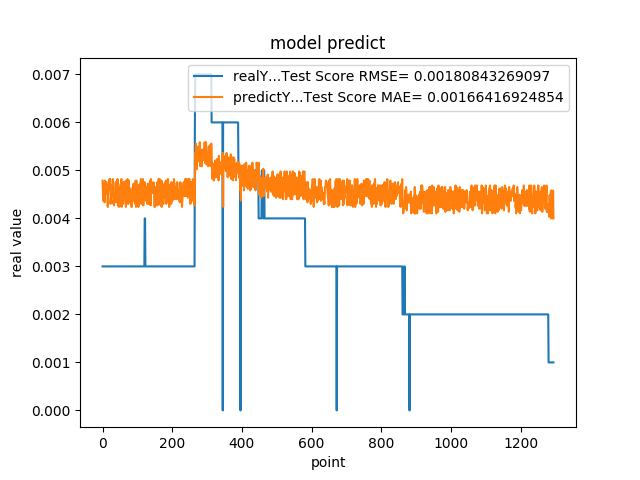 model predict
realY...Test Score RMSE= 0.00180843269097
predictY...Test Score MAE= 0.00166416924854
0.007
0.006
0.005
0.004
0.003
0.002
0.001
0.000
real value
0 200 400 600 800 1000 1200
point